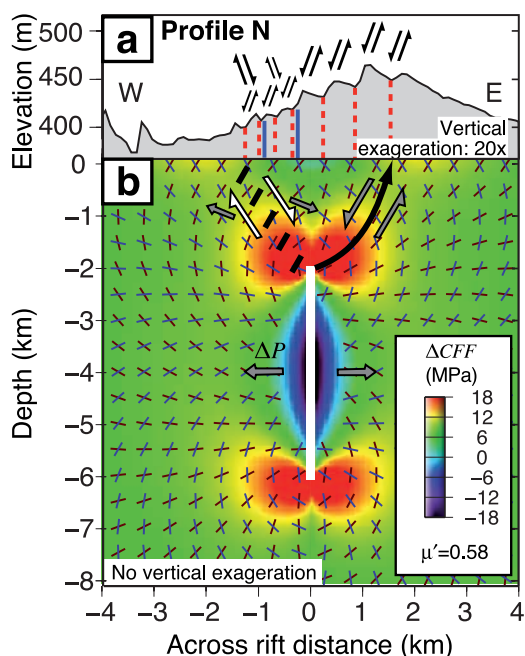 a Profile N
500
450
400
Elevation (m)
W
E
Vertical
exageration: 20x
b
0
−1
−2
−3
−4
−5
−6
−7
−8
Depth (km)
ΔP
ΔCFF
(MPa)
18
12
6
0
−6
−12
−18
μ′=0.58
No vertical exageration
−4 −3 −2 −1 0 1 2 3 4
Across rift distance (km)